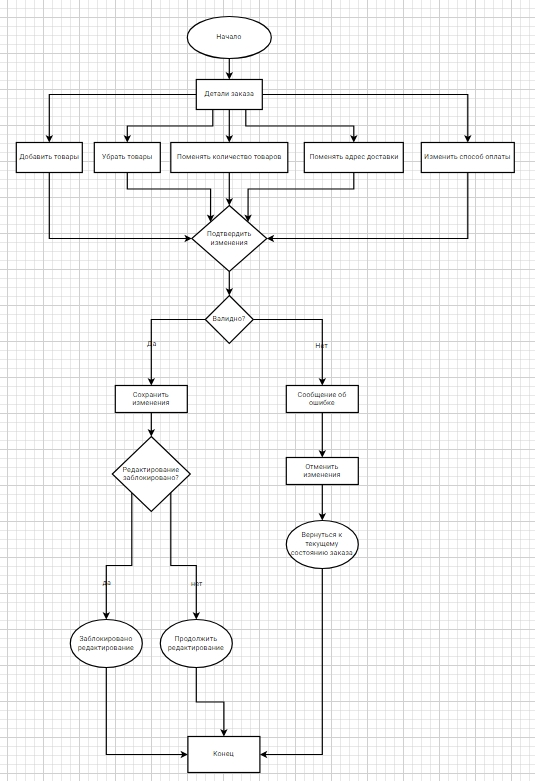 Начало
Детали заказа
Добавить товары
Убрать товары
Поменять количество товаров
Поменять адрес доставки
Изменить способ оплаты
Подтвердить
изменения
Валидно?
Да
Нет
Сохранить
изменения
Сообщение об
ошибке
Редактирование
заблокировано?
Отменить
изменения
Вернуться к
текущему
состоянию заказа
да
нет
Заблокировано
редактирование
Продолжить
редактирование
Конец